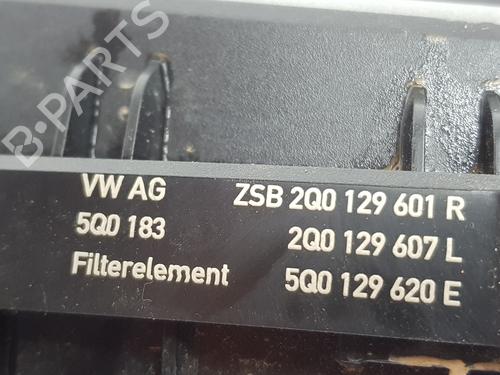 B-PARTS
VW AG ZSB 2Q0 129 601 R
5Q0 183 2Q0 129 607 L
Filterelement 5Q0 129 620 E